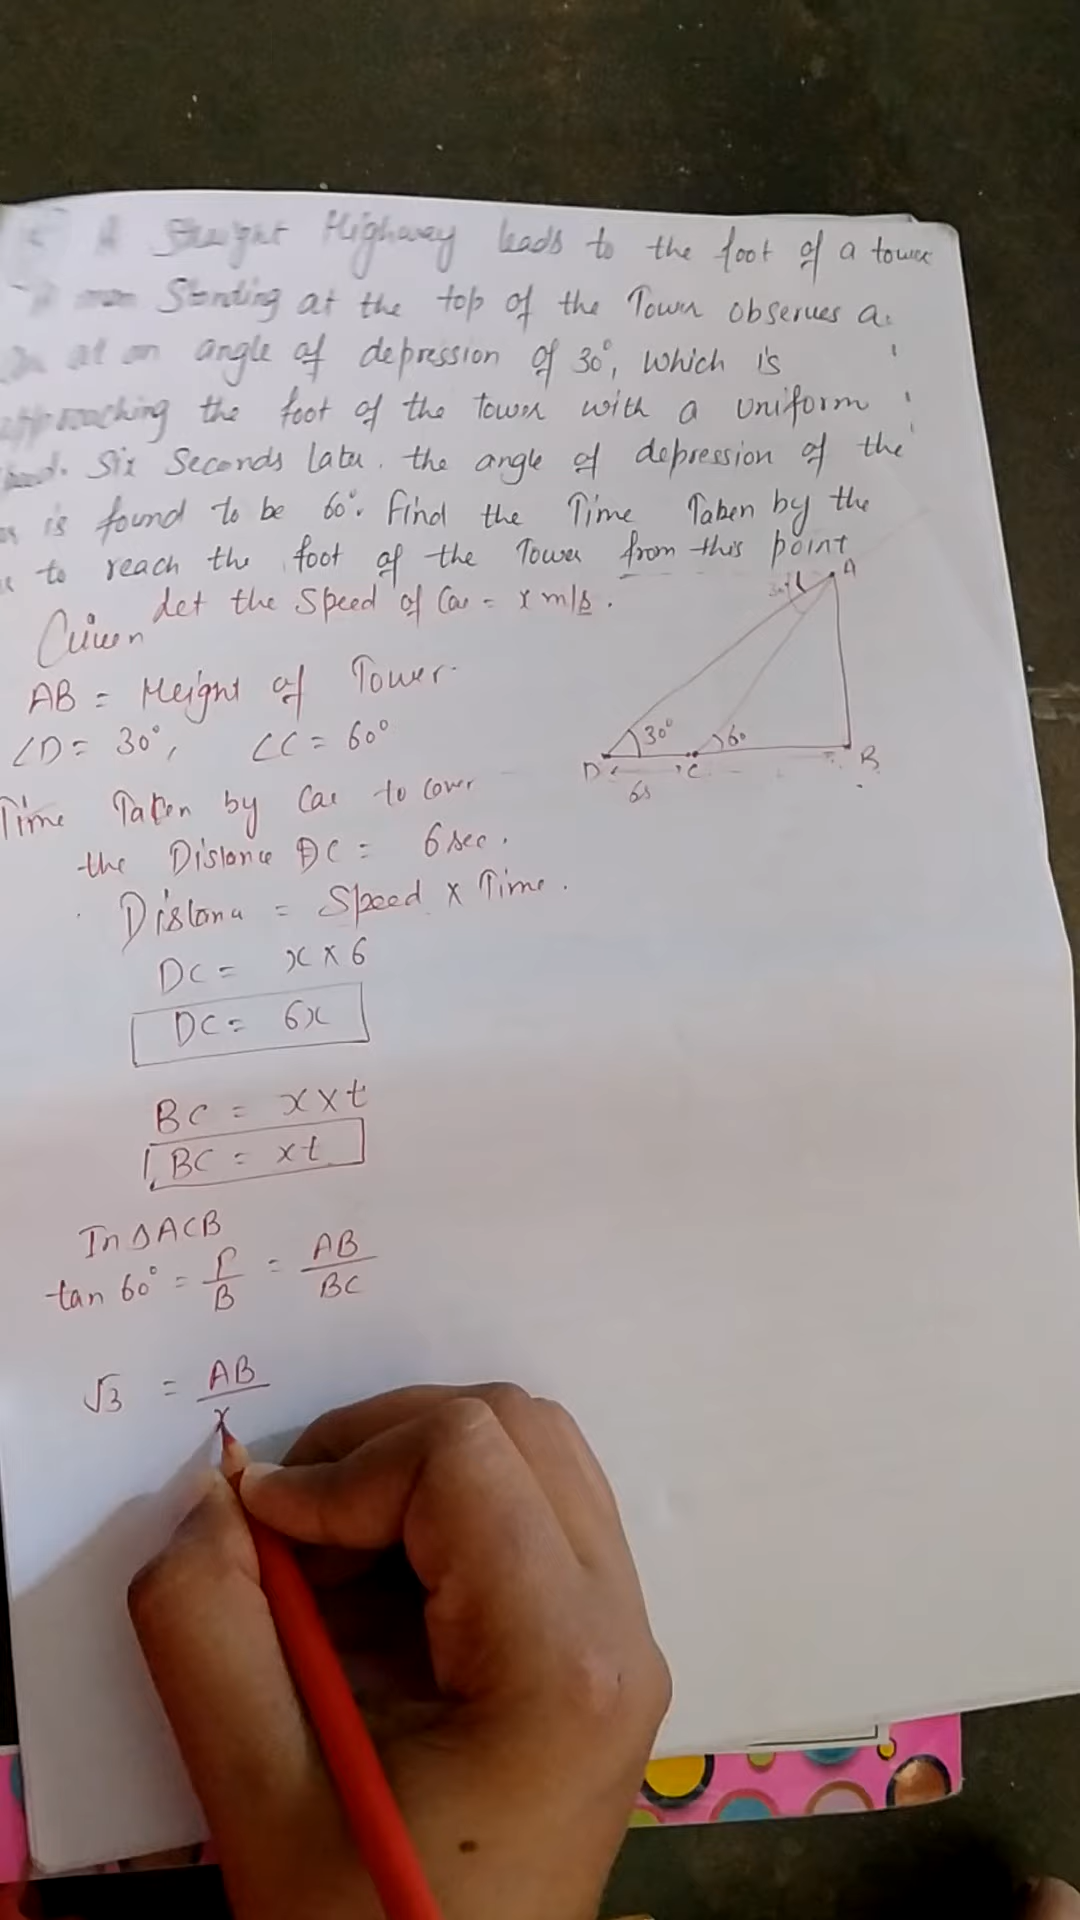 A Straight Highway leads to the foot of a tower
man Standing at the top of the Tower observes a
at an angle of depression of 30°, which is
approaching the foot of the tower with a uniform
Six Seconds later. the angle of depression of the
is found to be 60°. Find the Time Taken by the
to reach the foot of the Tower from this point
Let the Speed of Car = x m/s.
Given
AB = Height of Tower
∠D = 30°, ∠C = 60°
A
30°
60
D
C
B
6s
Time Taken by Car to cover
the Distance DC = 6 sec.
Distance = Speed × Time.
DC = x × 6
DC = 6x
BC = x × t
BC = xt
In △ACB
tan 60° = P/B = AB/BC
√3 = AB/x